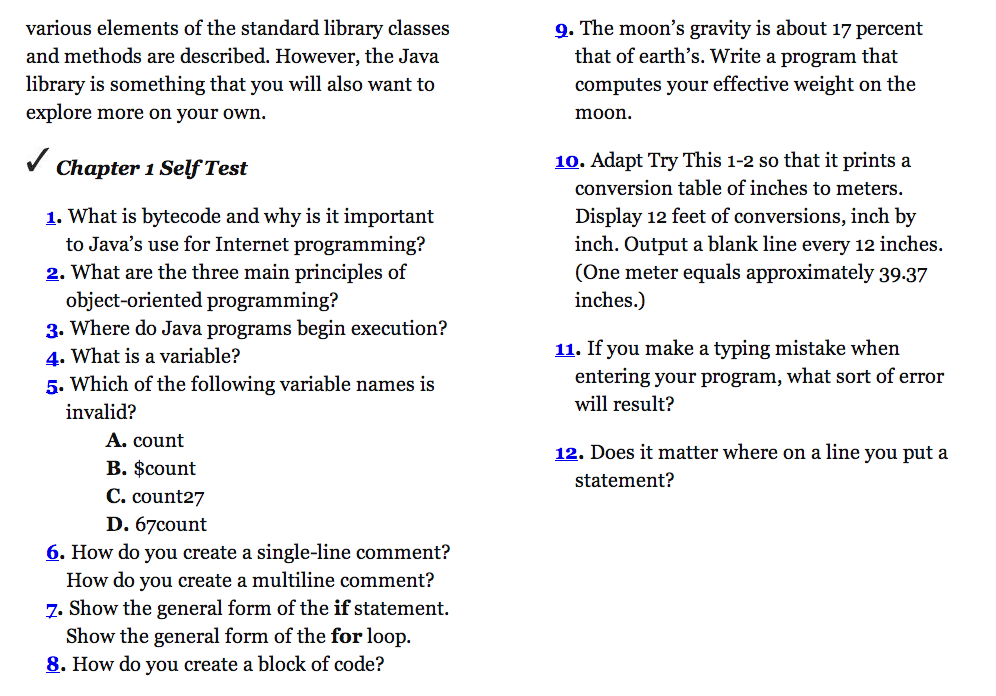 various elements of the standard library classes
and methods are described. However, the Java
library is something that you will also want to
explore more on your own.
✓ Chapter 1 Self Test
1. What is bytecode and why is it important
to Java’s use for Internet programming?
2. What are the three main principles of
object-oriented programming?
3. Where do Java programs begin execution?
4. What is a variable?
5. Which of the following variable names is
invalid?
A. count
B. $count
C. count27
D. 67count
6. How do you create a single-line comment?
How do you create a multiline comment?
7. Show the general form of the if statement.
Show the general form of the for loop.
8. How do you create a block of code?
9. The moon’s gravity is about 17 percent
that of earth’s. Write a program that
computes your effective weight on the
moon.
10. Adapt Try This 1-2 so that it prints a
conversion table of inches to meters.
Display 12 feet of conversions, inch by
inch. Output a blank line every 12 inches.
(One meter equals approximately 39.37
inches.)
11. If you make a typing mistake when
entering your program, what sort of error
will result?
12. Does it matter where on a line you put a
statement?